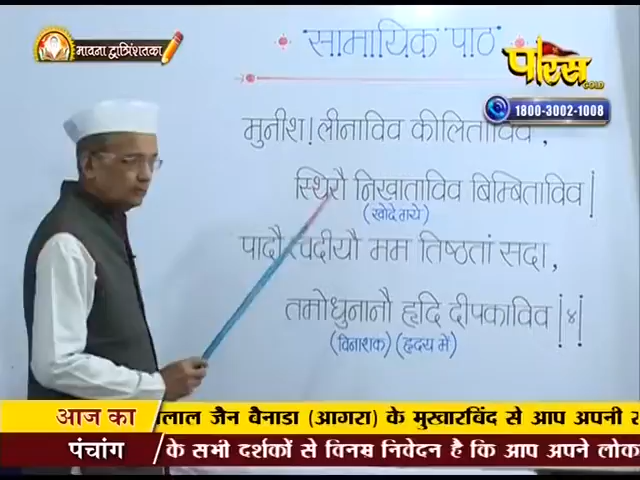 भावना द्वात्रिंशतका
सामायिक पाठ
पारस
GOLD
1800-3002-1008
मुनीश! लीनाविव कीलिताविव,
स्थिरौ निखाताविव बिम्बिताविव|
(खोदे गये)
पादौ त्वदीयौ मम तिष्ठतां सदा,
तमोधुनानौ हृदि दीपकाविव |४|
(विनाशक) (हृदय में)
आज का
पंचांग
लाल जैन बैनाडा (आगरा) के मुखारबिंद से आप अपनी
के सभी दर्शकों से विनम्र निवेदन है कि आप अपने लोक